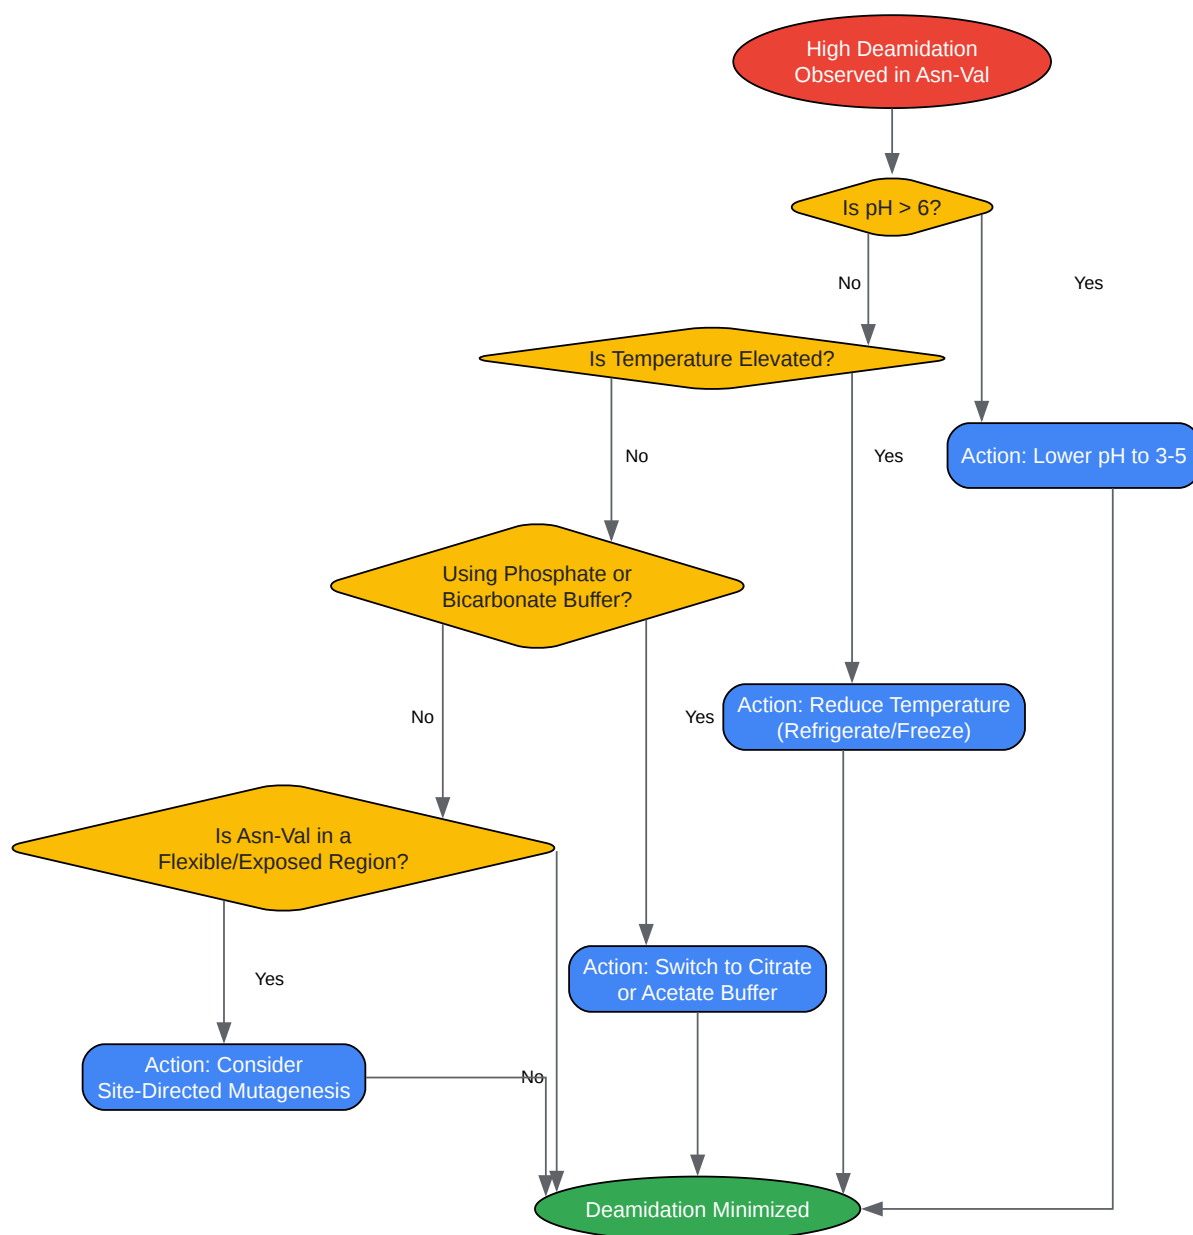 High Deamidation
Observed in Asn-Val
Is pH > 6?
No
Yes
Is Temperature Elevated?
No
Yes
Action: Lower pH to 3-5
Using Phosphate or
Bicarbonate Buffer?
No
Yes
Action: Reduce Temperature
(Refrigerate/Freeze)
Is Asn-Val in a
Flexible/Exposed Region?
Yes
Action: Switch to Citrate
or Acetate Buffer
Action: Consider
Site-Directed Mutagenesis
No
Deamidation Minimized